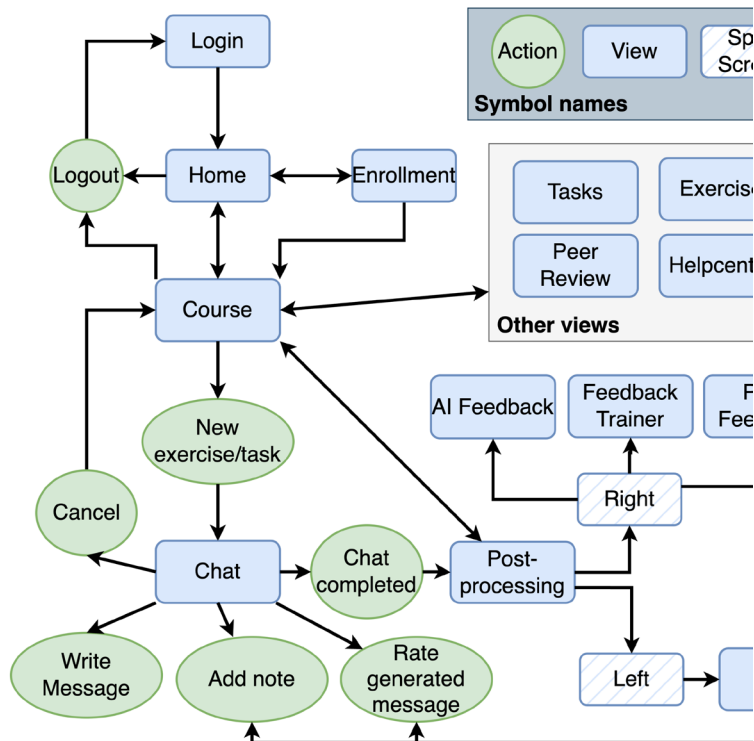 Login
Action
View
Symbol names
Logout
Home
Enrollment
Tasks
Peer
Review
Other views
Course
New
exercise/task
AI Feedback
Feedback
Trainer
Right
Cancel
Chat
Chat
completed
Post-
processing
Write
Message
Add note
Rate
generated
message
Left